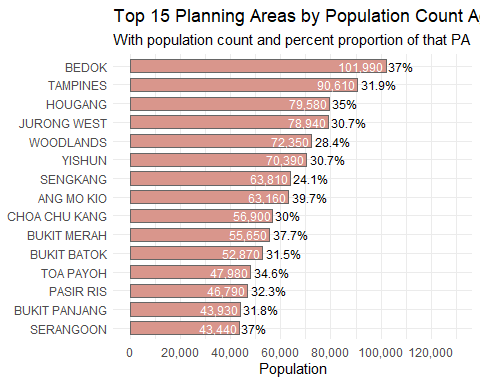 Top 15 Planning Areas by Population Count A
With population count and percent proportion of that PA
BEDOK 101,990 37%
TAMPINES 90,610 31.9%
HOUGANG 79,580 35%
JURONG WEST 78,940 30.7%
WOODLANDS 72,350 28.4%
YISHUN 70,390 30.7%
SENGKANG 63,810 24.1%
ANG MO KIO 63,160 39.7%
CHOA CHU KANG 56,900 30%
BUKIT MERAH 55,650 37.7%
BUKIT BATOK 52,870 31.5%
TOA PAYOH 47,980 34.6%
PASIR RIS 46,790 32.3%
BUKIT PANJANG 43,930 31.8%
SERANGOON 43,440 37%
0 20,000 40,000 60,000 80,000 100,000 120,000
Population